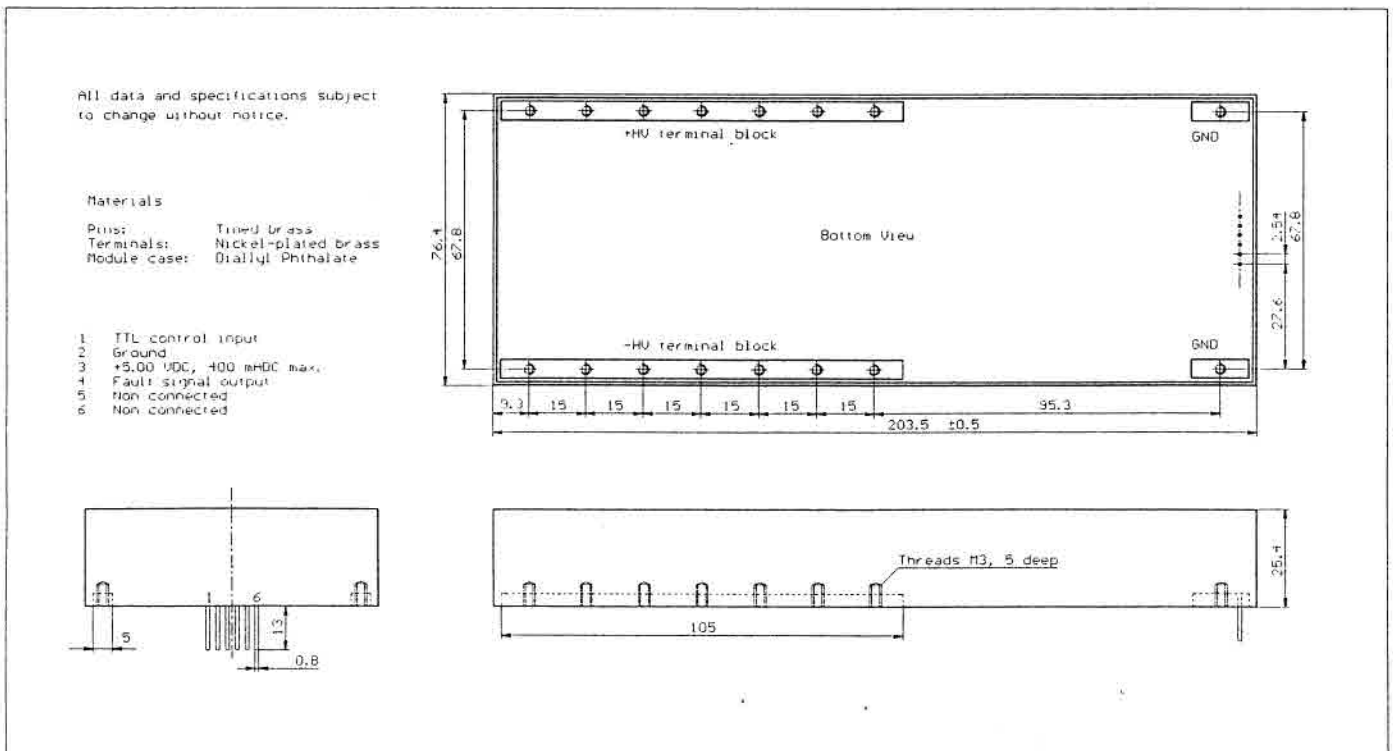 All data and specifications subject
to change without notice.
Materials
Pins: Tined brass
Terminals: Nickel-plated brass
Module case: Diallyl Phthalate
1 TTL control input
2 Ground
3 +5.00 VDC, 400 mADC max.
4 Fault signal output
5 Non connected
6 Non connected
+HV terminal block
GND
Bottom View
76.4
67.8
2.54
67.8
27.6
-HV terminal block
GND
9.3 15 15 15 15 15 15 95.3
203.5 ±0.5
1 6
5
13
0.8
Threads M3, 5 deep
25.4
105